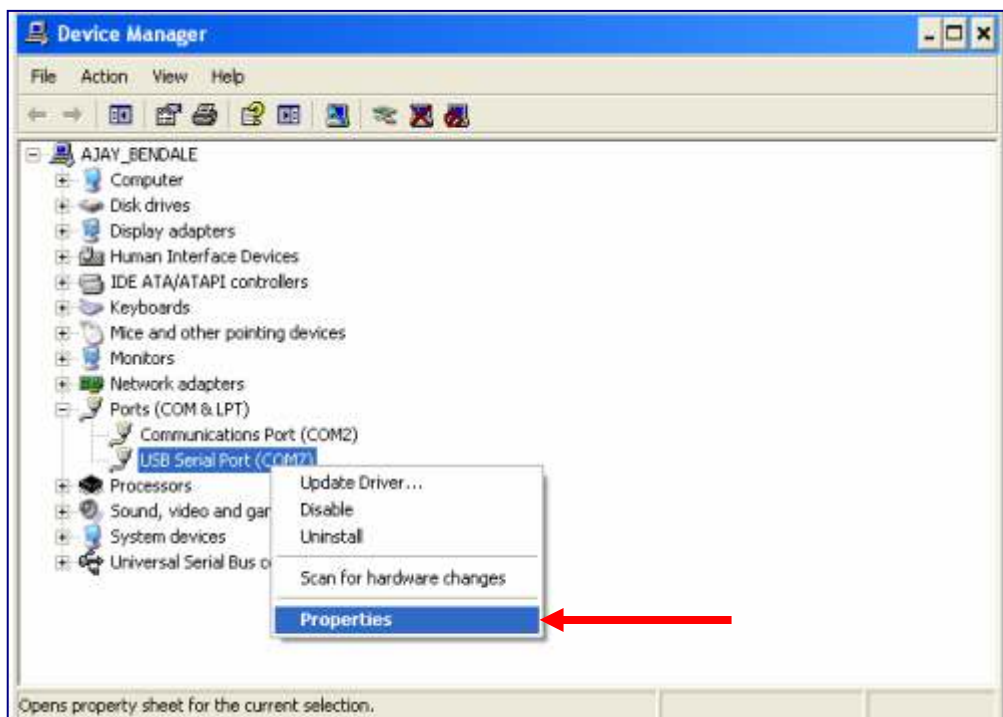 Device Manager
File Action View Help
AJAY_BENDALE
Computer
Disk drives
Display adapters
Human Interface Devices
IDE ATA/ATAPI controllers
Keyboards
Mice and other pointing devices
Monitors
Network adapters
Ports (COM & LPT)
Communications Port (COM2)
USB Serial Port (COM7)
Processors
Sound, video and gar
System devices
Universal Serial Bus c
Update Driver...
Disable
Uninstall
Scan for hardware changes
Properties
Opens property sheet for the current selection.